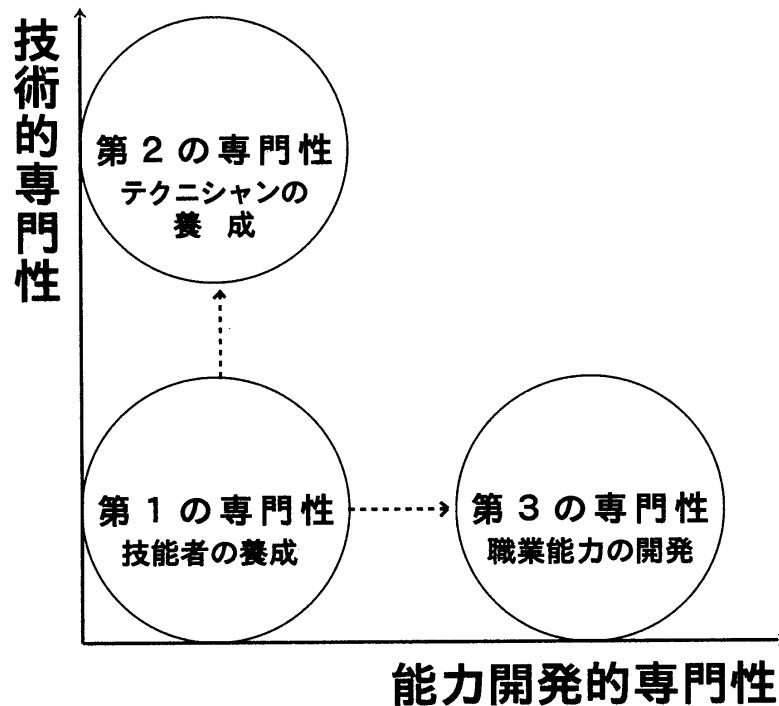 技術的専門性
第2の専門性
テクニシャンの
養 成
第1の専門性
技能者の養成
第3の専門性
職業能力の開発
能力開発的専門性